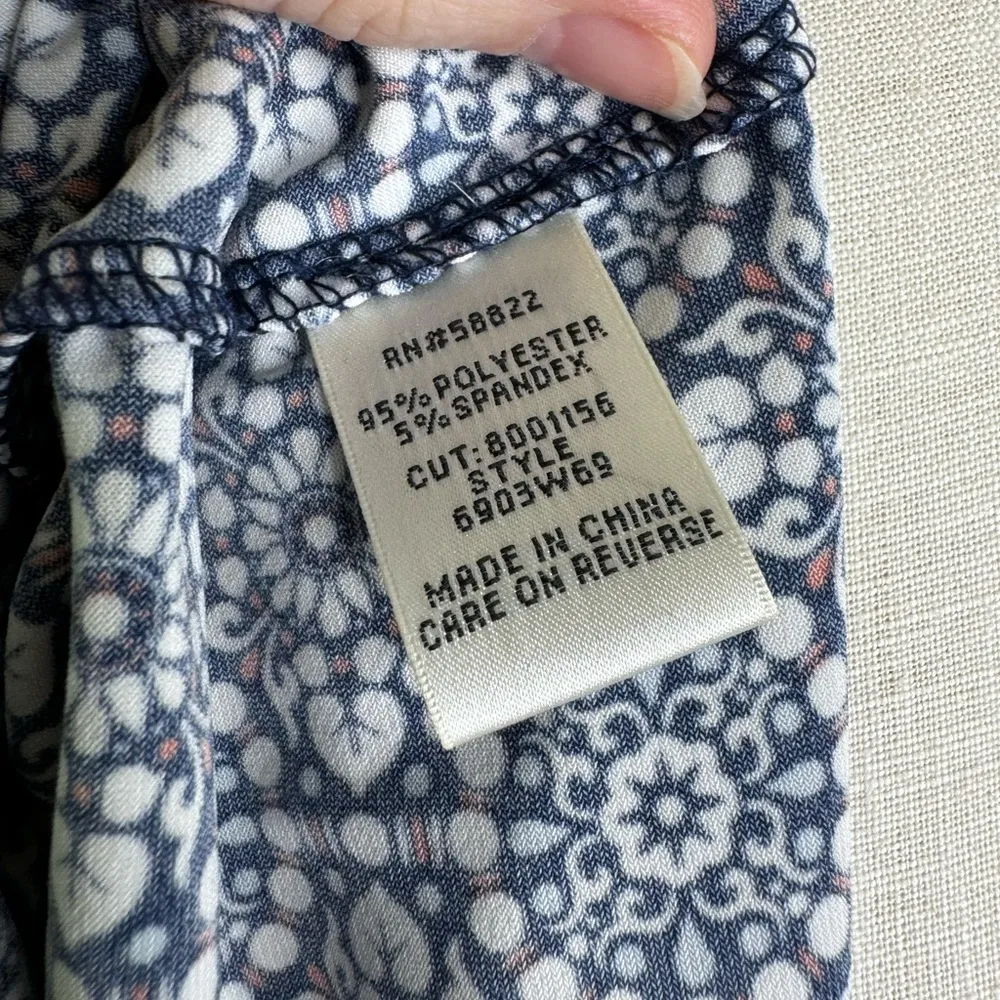 RN#58822
95% POLYESTER
5% SPANDEX
CUT: 8001156
STYLE
6903W69
MADE IN CHINA
CARE ON REVERSE